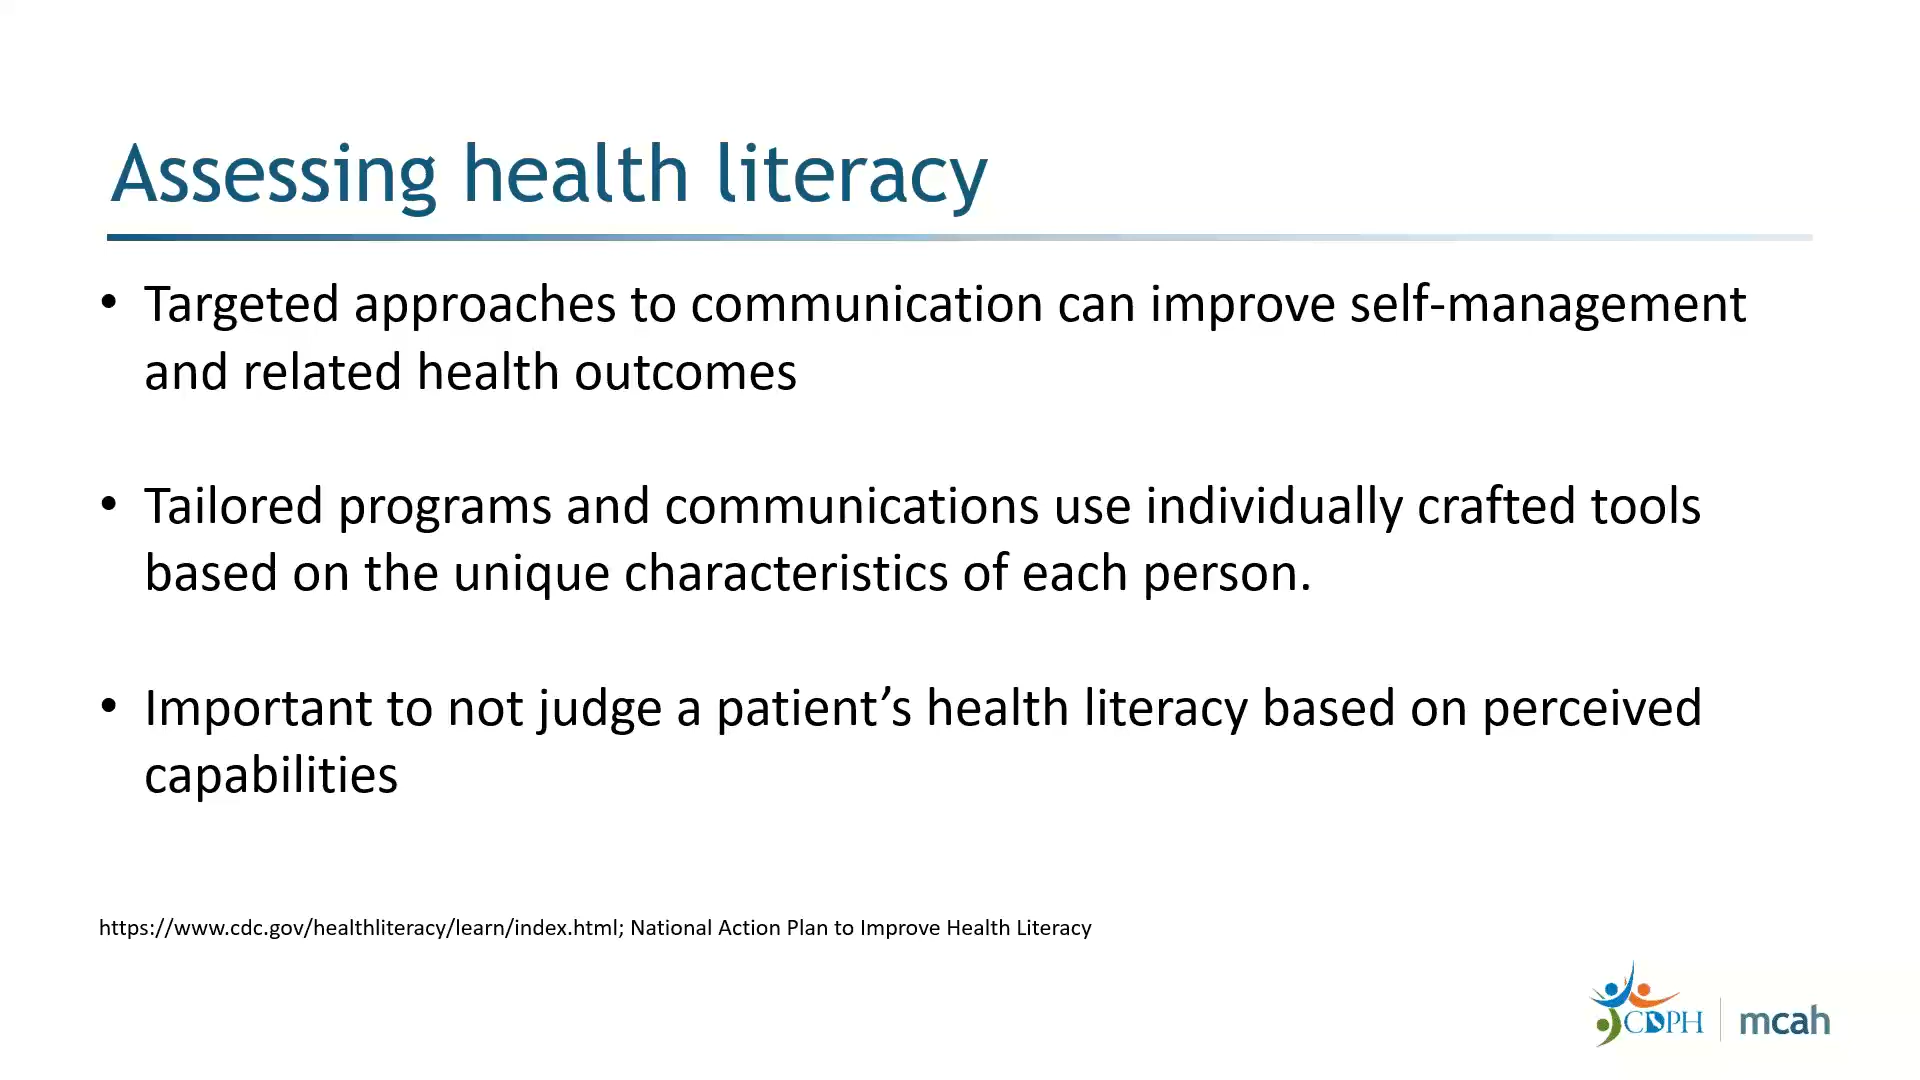 Assessing health literacy
• Targeted approaches to communication can improve self-management
and related health outcomes
• Tailored programs and communications use individually crafted tools
based on the unique characteristics of each person.
• Important to not judge a patient’s health literacy based on perceived
capabilities
https://www.cdc.gov/healthliteracy/learn/index.html; National Action Plan to Improve Health Literacy
CDPH
mcah